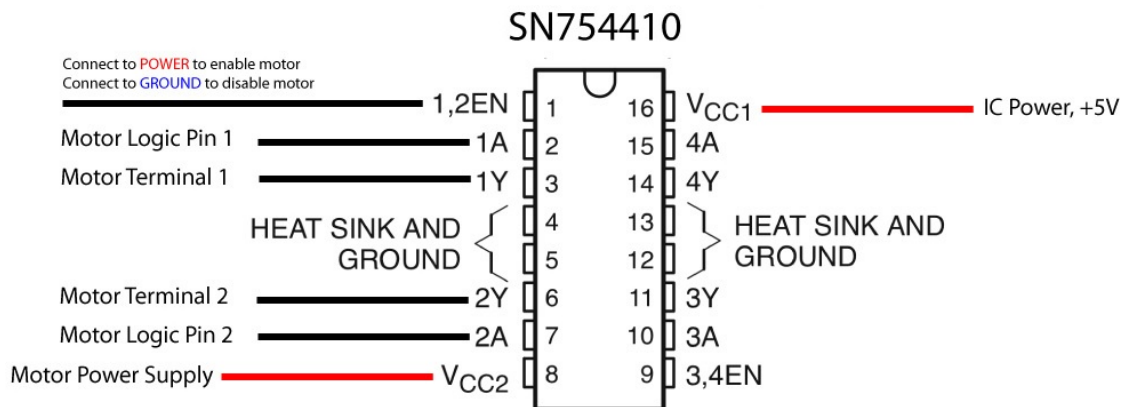 SN754410
Connect to POWER to enable motor
Connect to GROUND to disable motor
1,2EN 1 16 VCC1 IC Power, +5V
Motor Logic Pin 1 1A 2 15 4A
Motor Terminal 1 1Y 3 14 4Y
HEAT SINK AND GROUND 4 5 13 12 HEAT SINK AND GROUND
Motor Terminal 2 2Y 6 11 3Y
Motor Logic Pin 2 2A 7 10 3A
Motor Power Supply VCC2 8 9 3,4EN